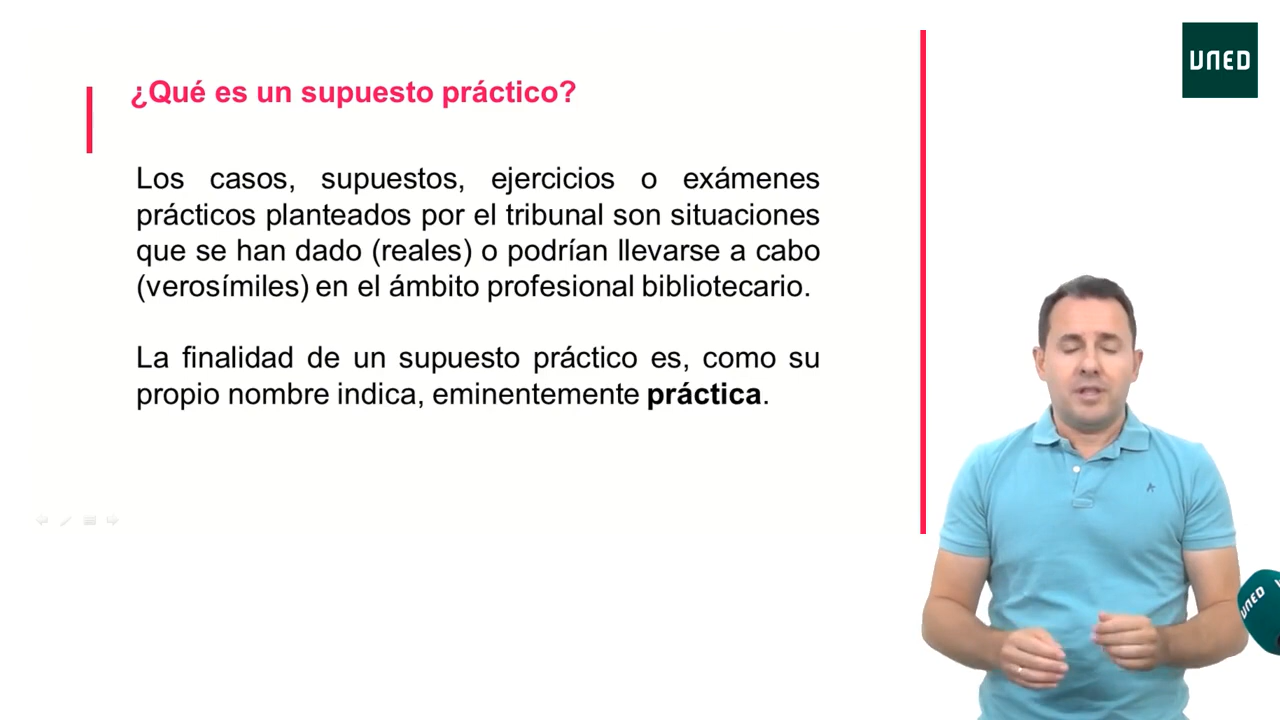 ¿Qué es un supuesto práctico?
Los casos, supuestos, ejercicios o exámenes
prácticos planteados por el tribunal son situaciones
que se han dado (reales) o podrían llevarse a cabo
(verosímiles) en el ámbito profesional bibliotecario.
La finalidad de un supuesto práctico es, como su
propio nombre indica, eminentemente práctica.
UNED
UNED